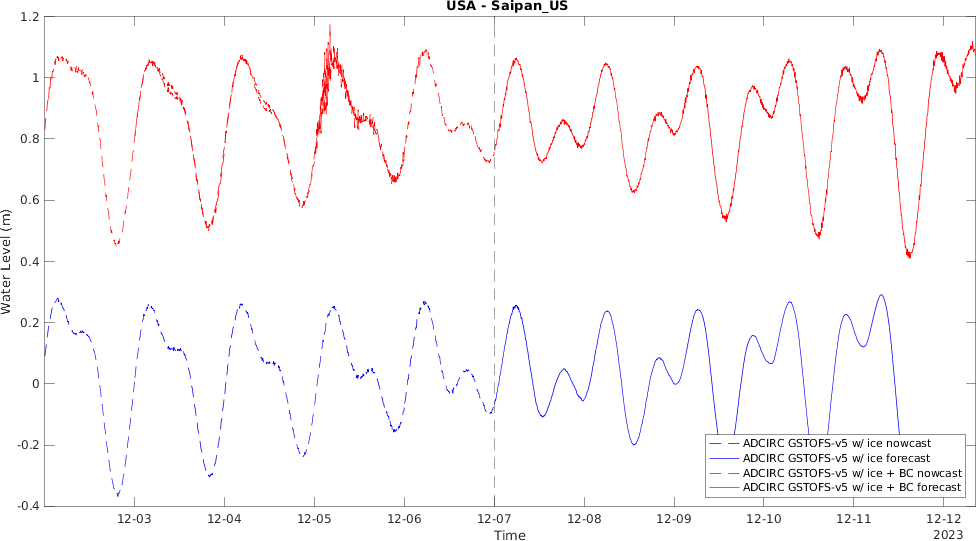 USA - Saipan_US
Water Level (m)
1.2
1
0.8
0.6
0.4
0.2
0
-0.2
-0.4
ADCIRC GSTOFS-v5 w/ ice nowcast
ADCIRC GSTOFS-v5 w/ ice forecast
ADCIRC GSTOFS-v5 w/ ice + BC nowcast
ADCIRC GSTOFS-v5 w/ ice + BC forecast
12-03 12-04 12-05 12-06 12-07 12-08 12-09 12-10 12-11 12-12
Time 2023